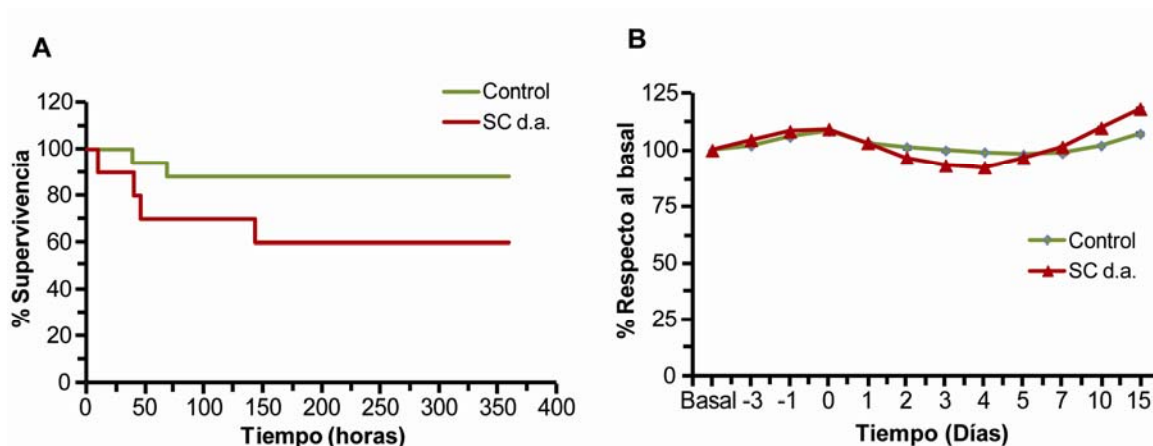 A
Control
SC d.a.
120
100
80
60
40
20
0
% Supervivencia
0 50 100 150 200 250 300 350 400
Tiempo (horas)
B
125
100
75
50
25
0
% Respecto al basal
Control
SC d.a.
Basal -3 -1 0 1 2 3 4 5 7 10 15
Tiempo (Días)